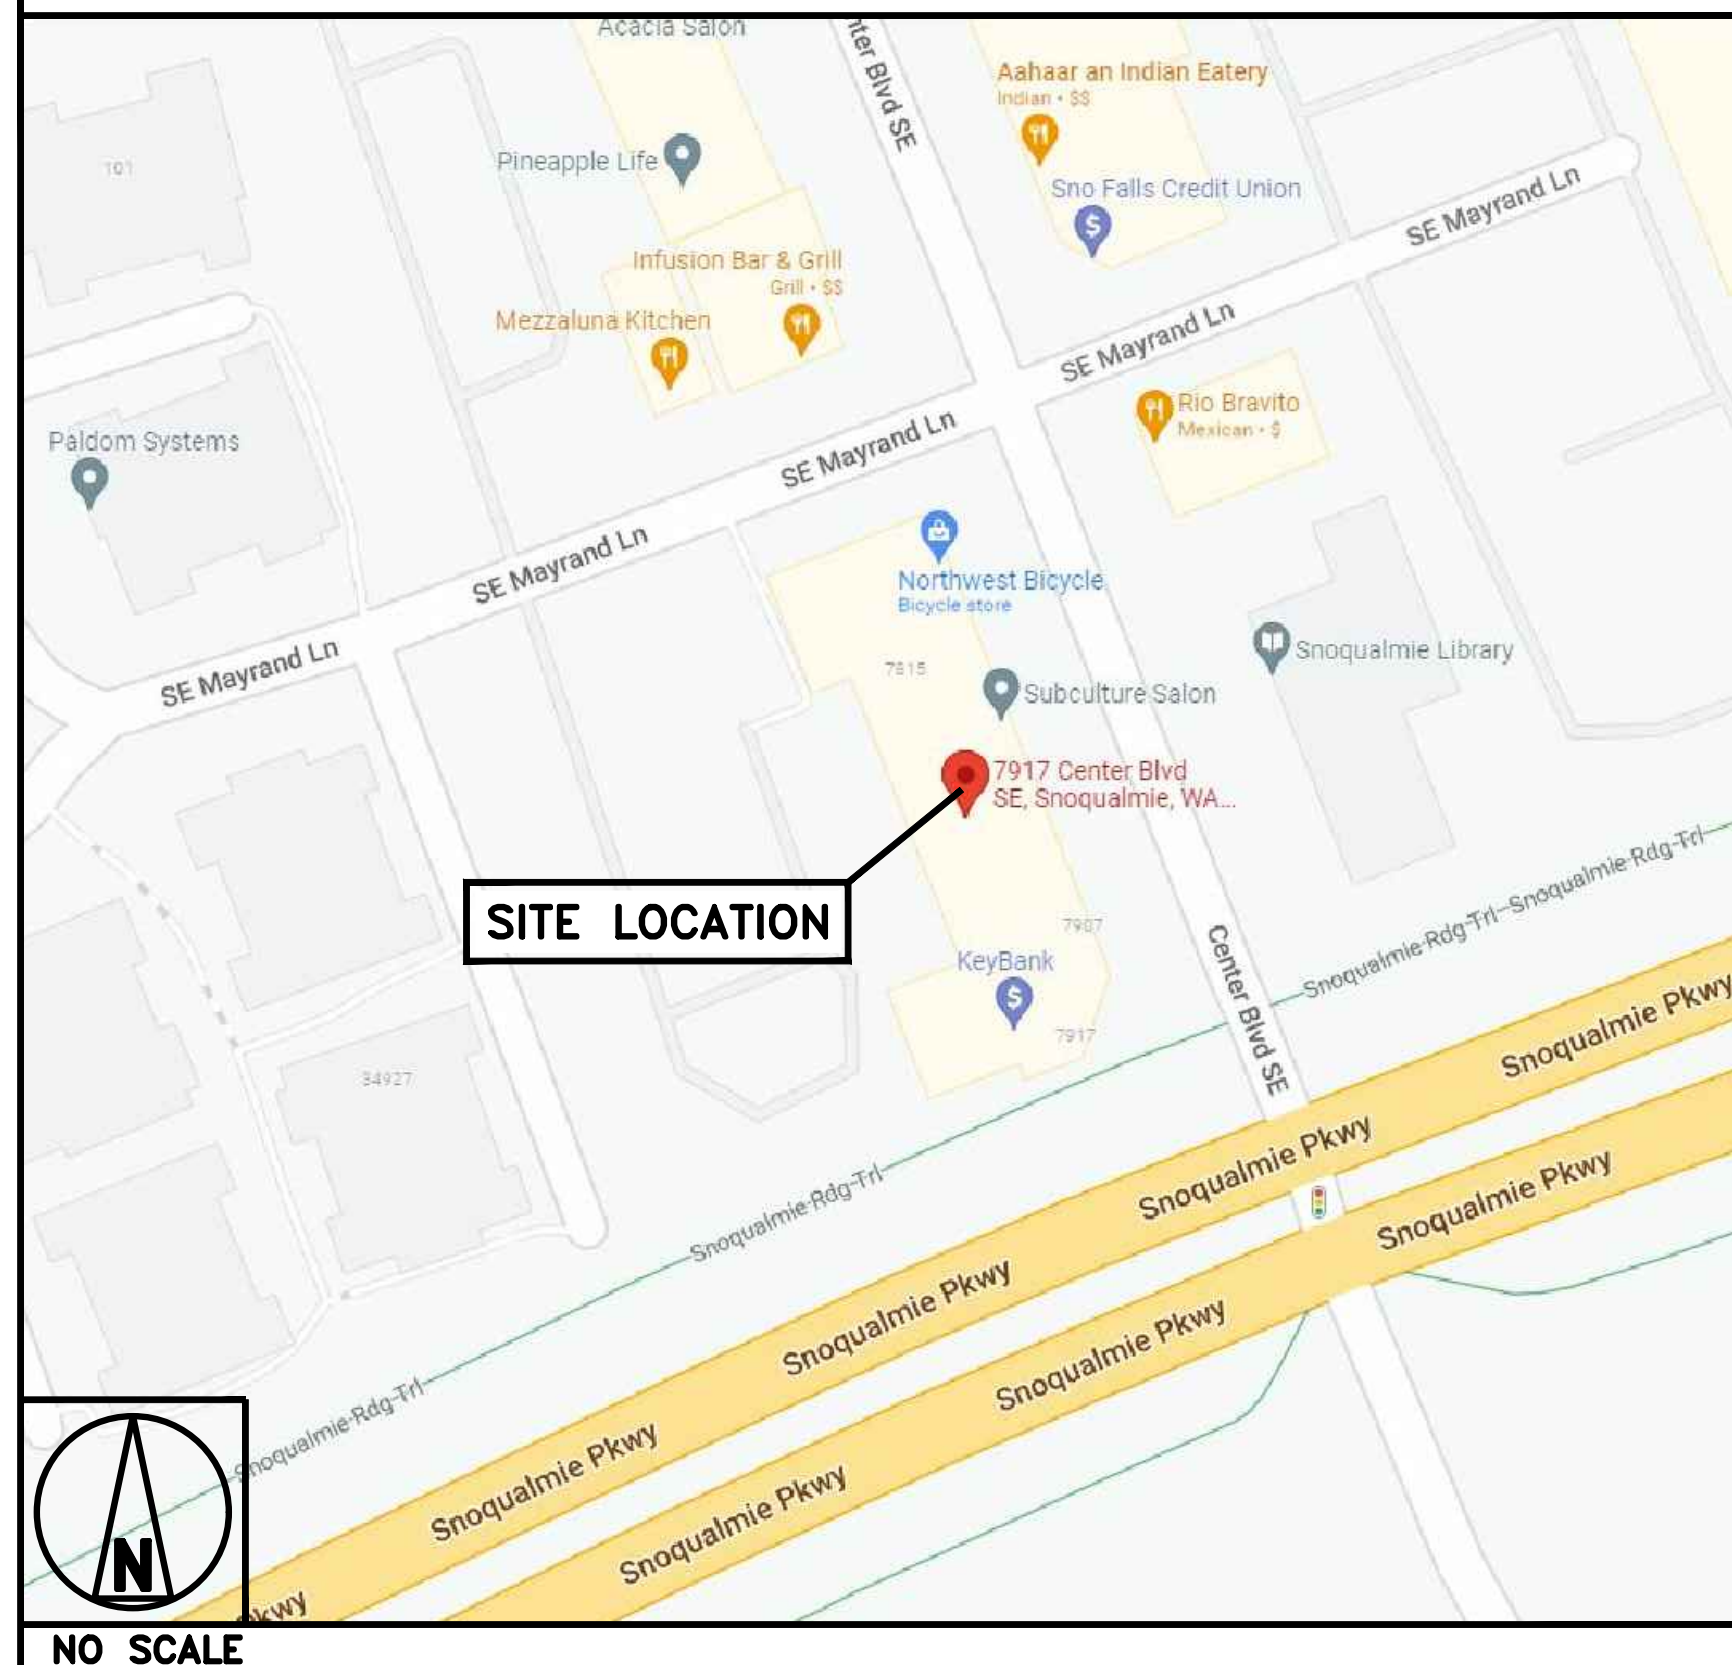 Acacia Salon
nter Blvd SE
Aahaar an Indian Eatery
Indian • $$
101
Pineapple Life
Sno Falls Credit Union
SE Mayrand Ln
Infusion Bar & Grill
Grill • $$
Mezzaluna Kitchen
SE Mayrand Ln
Rio Bravito
Mexican • $
Paldom Systems
SE Mayrand Ln
Northwest Bicycle
Bicycle store
SE Mayrand Ln
SE Mayrand Ln
7815
Snoqualmie Library
Subculture Salon
7917 Center Blvd
SE, Snoqualmie, WA...
SITE LOCATION
7907
KeyBank
7917
Center Blvd SE
Snoqualmie Rdg Trl
Snoqualmie Rdg Trl
Snoqualmie Pkwy
34927
Snoqualmie Pkwy
Snoqualmie Pkwy
Snoqualmie Rdg Trl
Snoqualmie Pkwy
Snoqualmie Pkwy
Snoqualmie Rdg Trl
Snoqualmie Pkwy
Snoqualmie Pkwy
N
Pkwy
NO SCALE